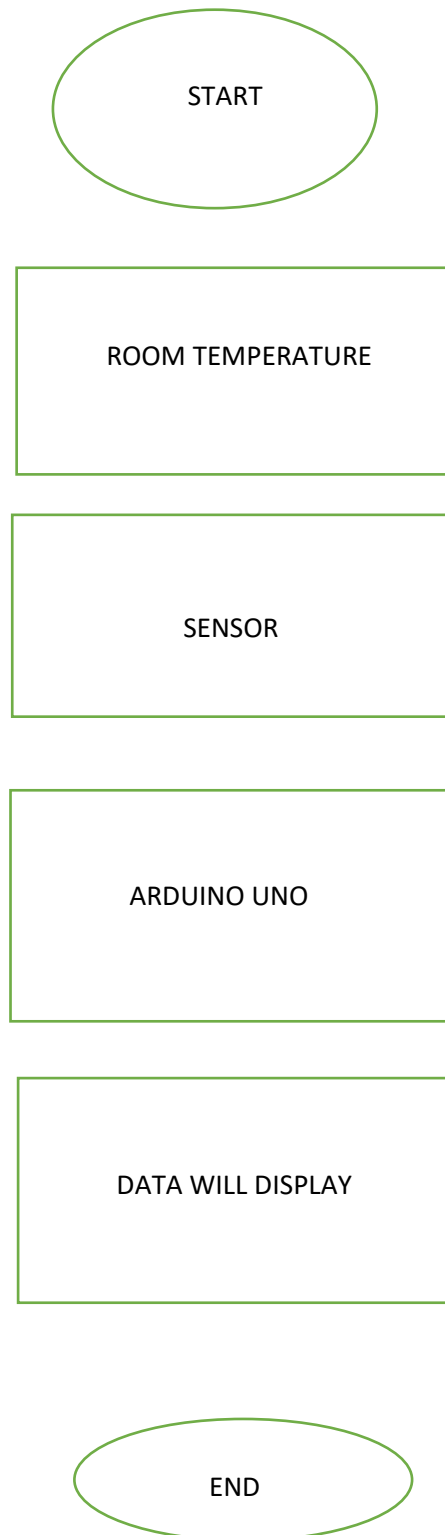 START
ROOM TEMPERATURE
SENSOR
ARDUINO UNO
DATA WILL DISPLAY
END